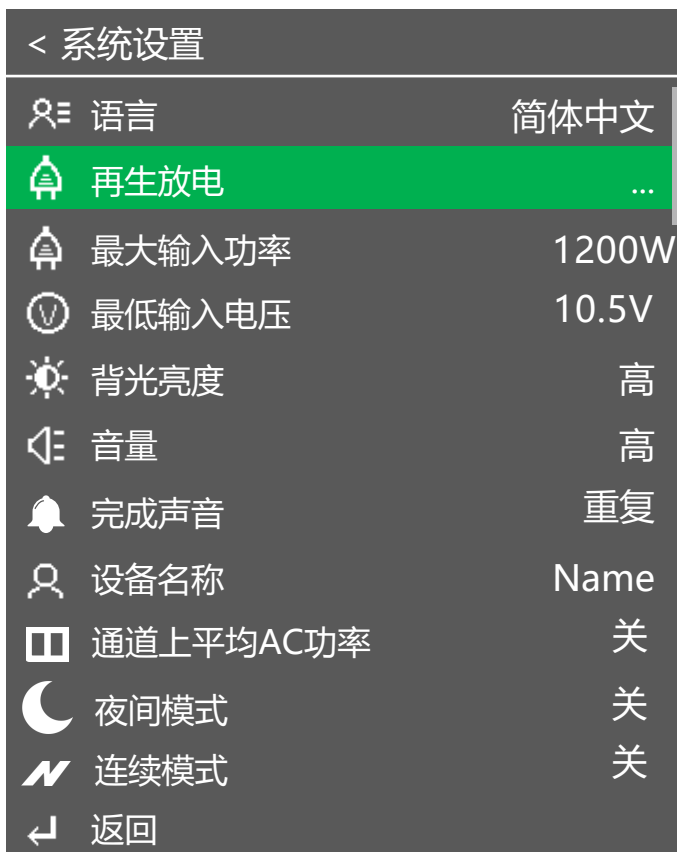 < 系统设置
语言 简体中文
再生放电 ...
最大输入功率 1200W
最低输入电压 10.5V
背光亮度 高
音量 高
完成声音 重复
设备名称 Name
通道上平均AC功率 关
夜间模式 关
连续模式 关
返回